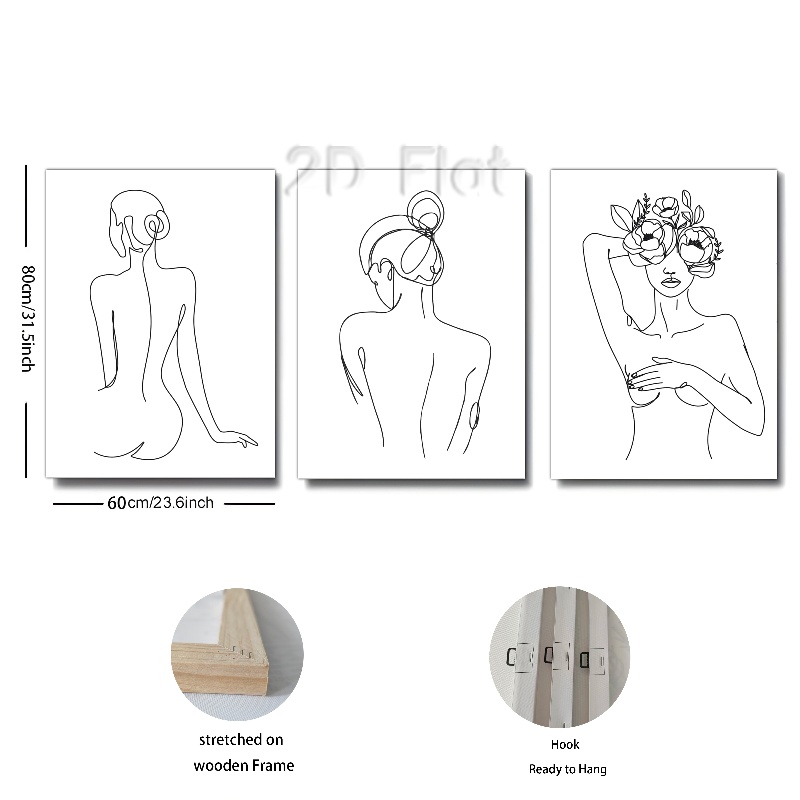 2D Flat
80cm/31.5inch
60cm/23.6inch
stretched on
wooden Frame
Hook
Ready to Hang